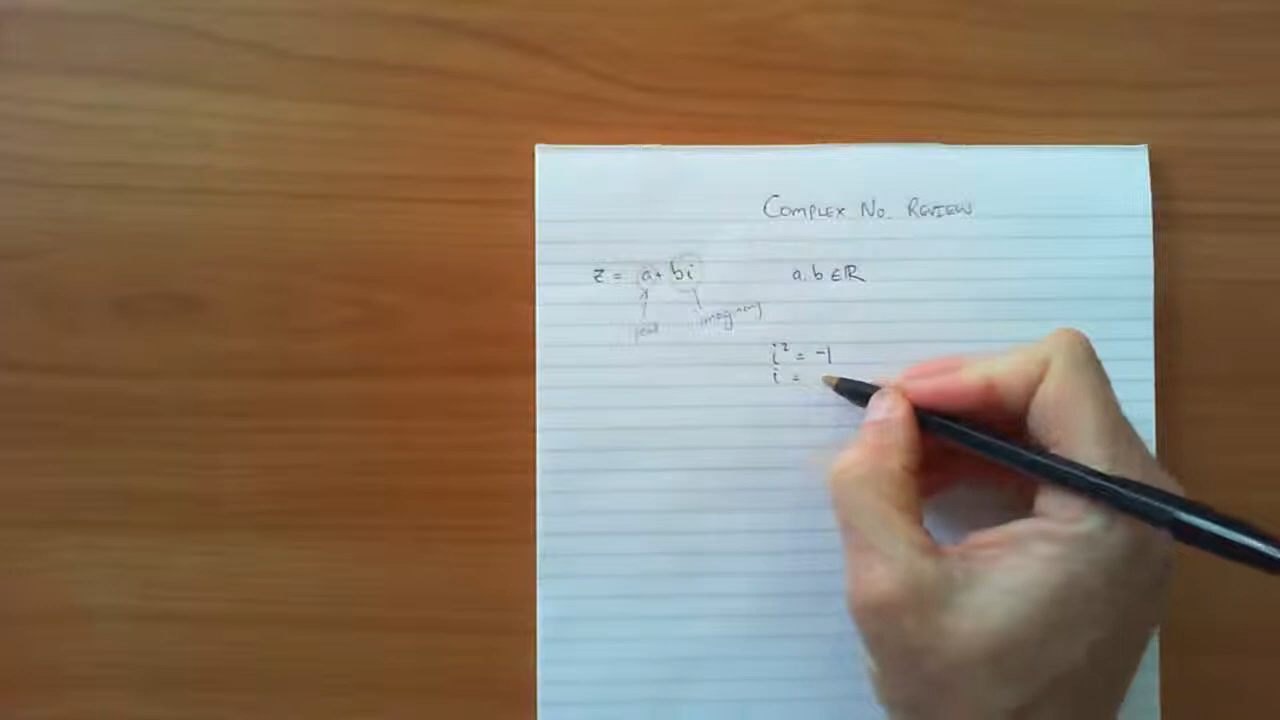 COMPLEX No. REVIEW
z = a + bi a, b ∈ ℝ
real imaginary
i² = -1
i =